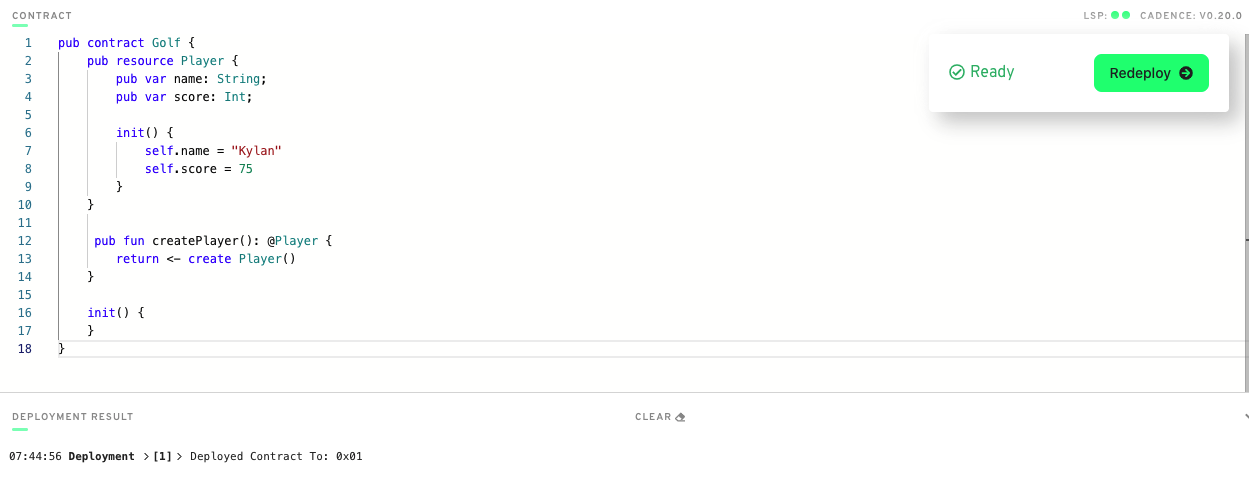 CONTRACT
LSP: CADENCE: V0.20.0
Ready
Redeploy
1 pub contract Golf {
2 pub resource Player {
3 pub var name: String;
4 pub var score: Int;
5
6 init() {
7 self.name = "Kylan"
8 self.score = 75
9 }
10 }
11
12 pub fun createPlayer(): @Player {
13 return <- create Player()
14 }
15
16 init() {
17 }
18 }
DEPLOYMENT RESULT
CLEAR
07:44:56 Deployment > [1] > Deployed Contract To: 0x01